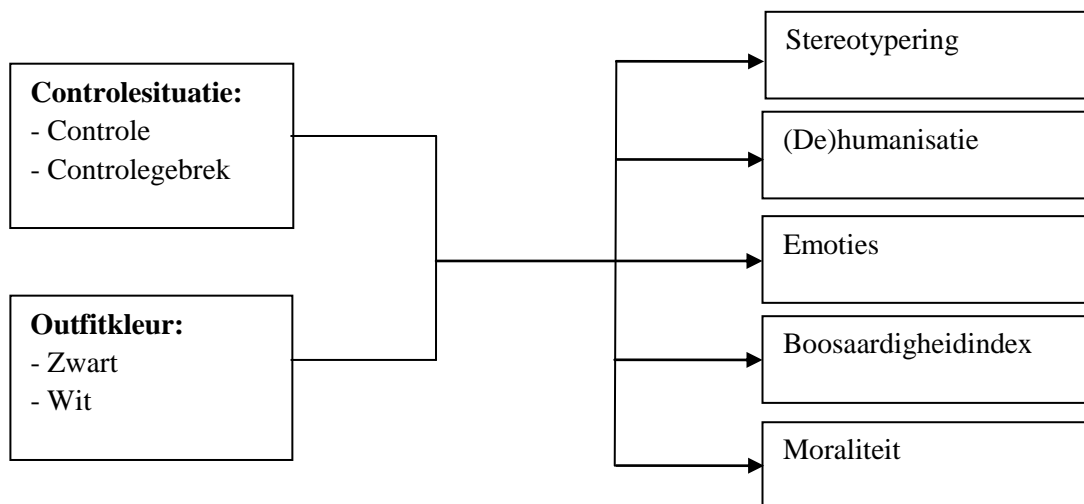 Controlesituatie:
- Controle
- Controlegebrek
Outfitkleur:
- Zwart
- Wit
Stereotypering
(De)humanisatie
Emoties
Boosaardigheidindex
Moraliteit